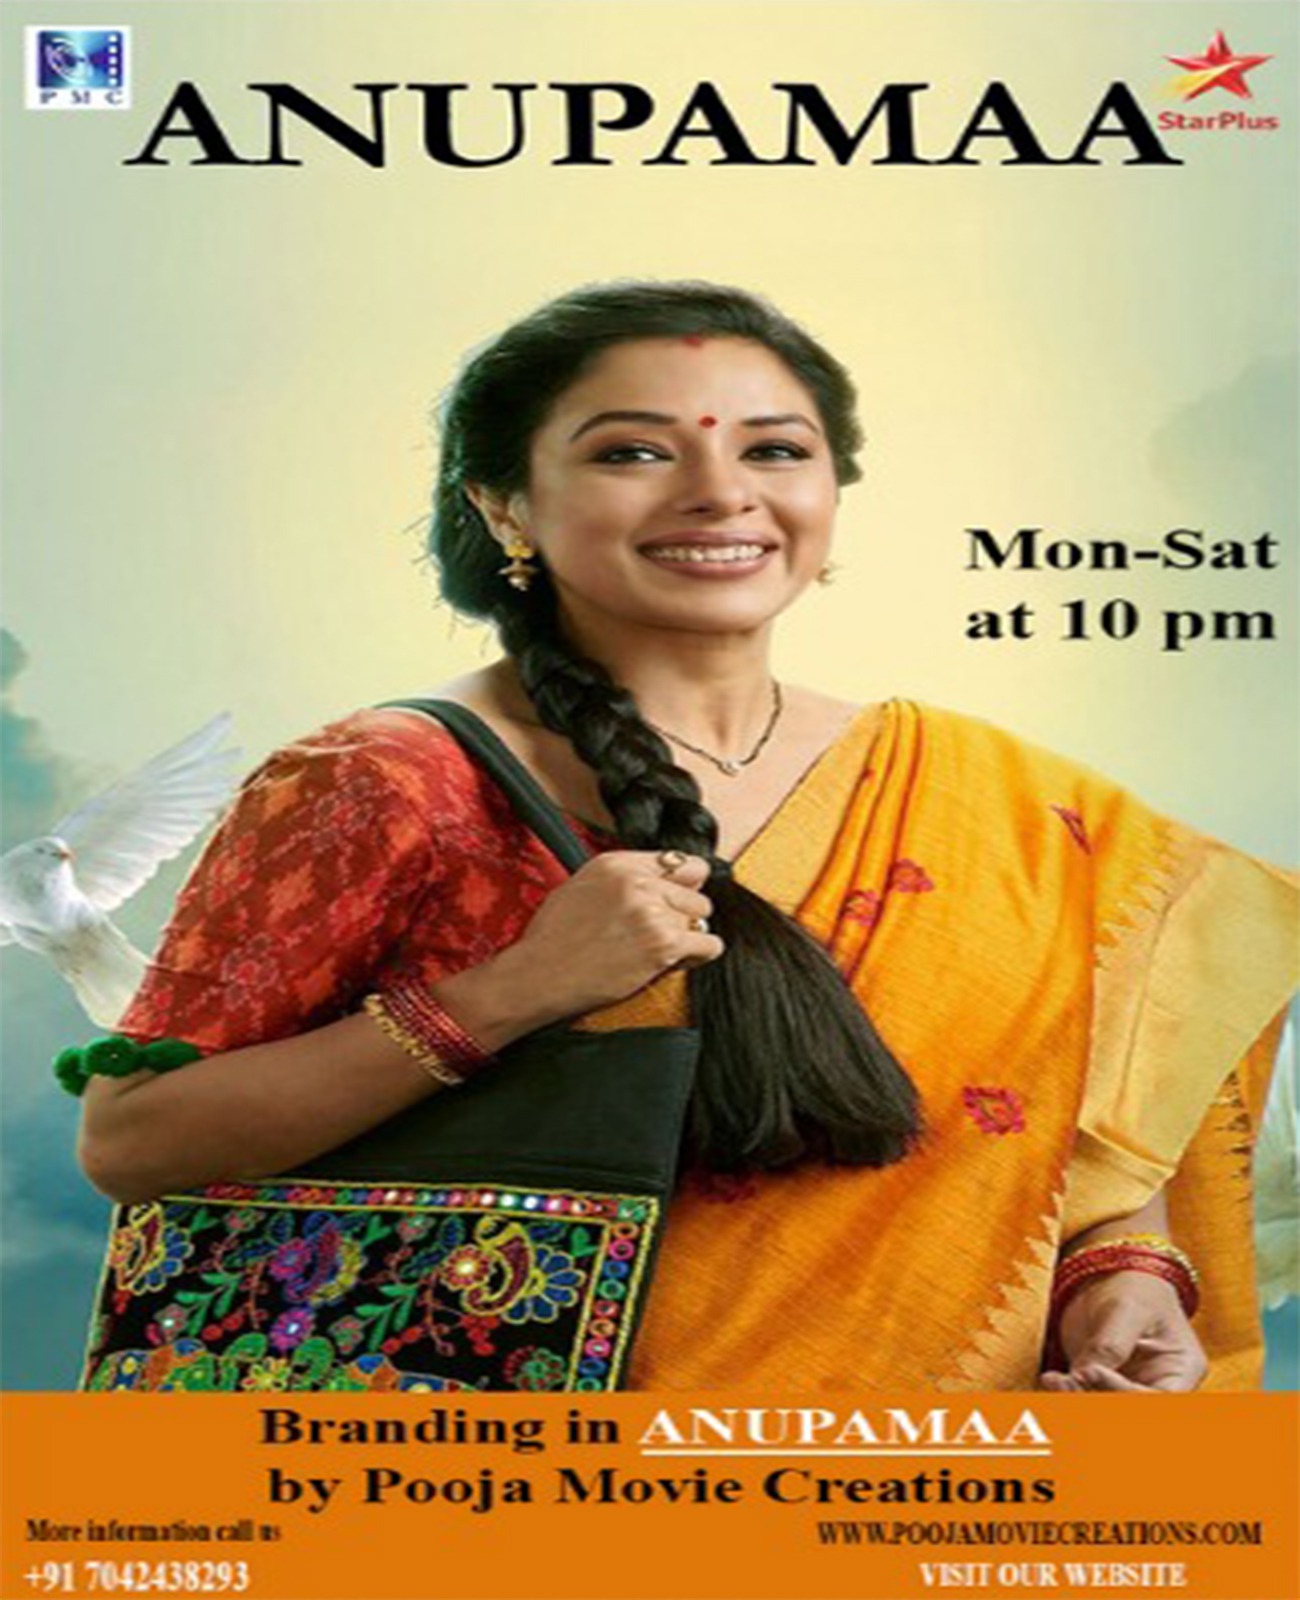 P M C
ANUPAMAA
StarPlus
Mon-Sat
at 10 pm
Branding in ANUPAMAA
by Pooja Movie Creations
More information call us
+91 7042438293
WWW.POOJAMOVIECREATIONS.COM
VISIT OUR WEBSITE